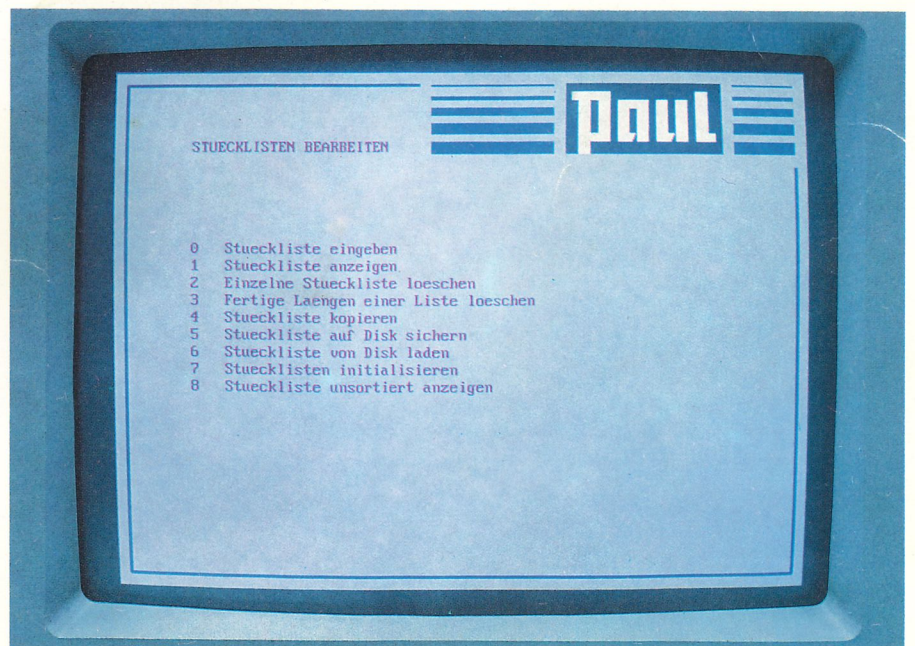 paul
STUECKLISTEN BEARBEITEN
0 Stueckliste eingeben
1 Stueckliste anzeigen
2 Einzelne Stueckliste loeschen
3 Fertige Laengen einer Liste loeschen
4 Stueckliste kopieren
5 Stueckliste auf Disk sichern
6 Stueckliste von Disk laden
7 Stuecklisten initialisieren
8 Stueckliste unsortiert anzeigen